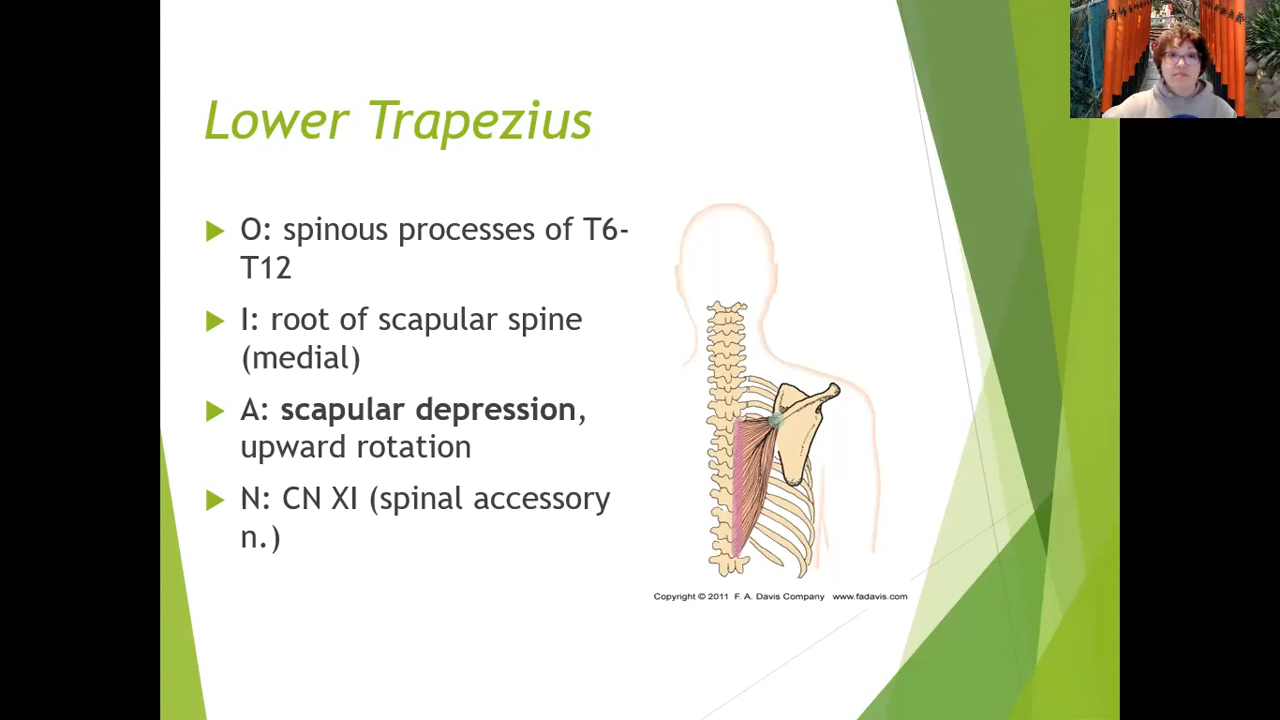 Lower Trapezius
O: spinous processes of T6-
T12
I: root of scapular spine
(medial)
A: scapular depression,
upward rotation
N: CN XI (spinal accessory
n.)
Copyright © 2011 F. A. Davis Company www.fadavis.com